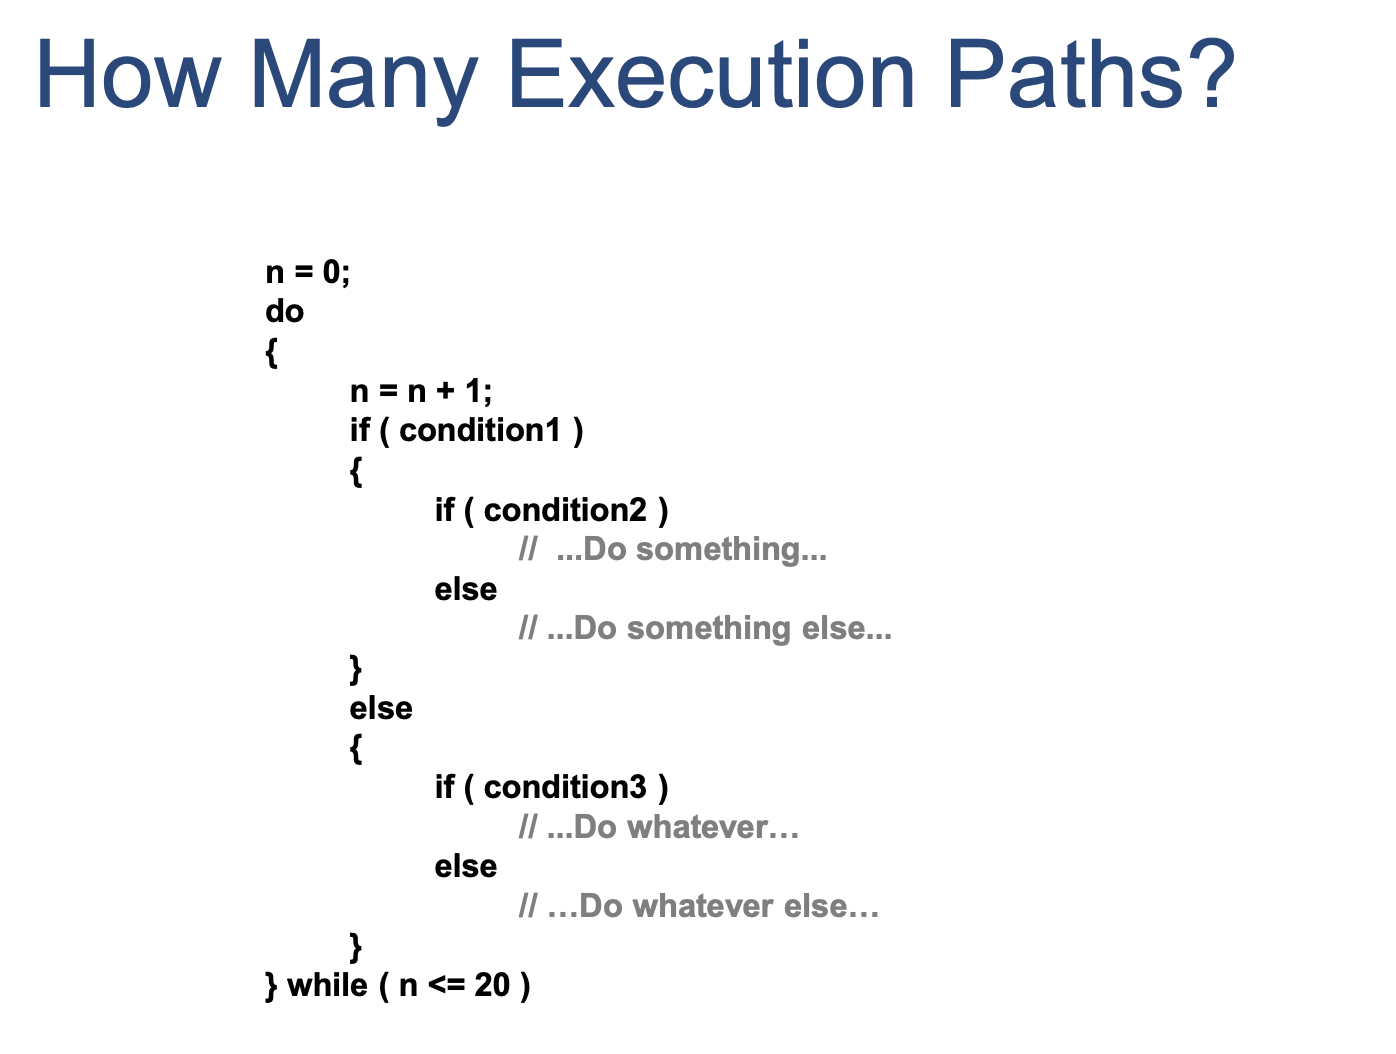 How Many Execution Paths?
n = 0;
do
{
n = n + 1;
if ( condition1 )
{
if ( condition2 )
//  ...Do something...
else
// ...Do something else...
}
else
{
if ( condition3 )
// ...Do whatever…
else
// …Do whatever else…
}
} while ( n <= 20 )